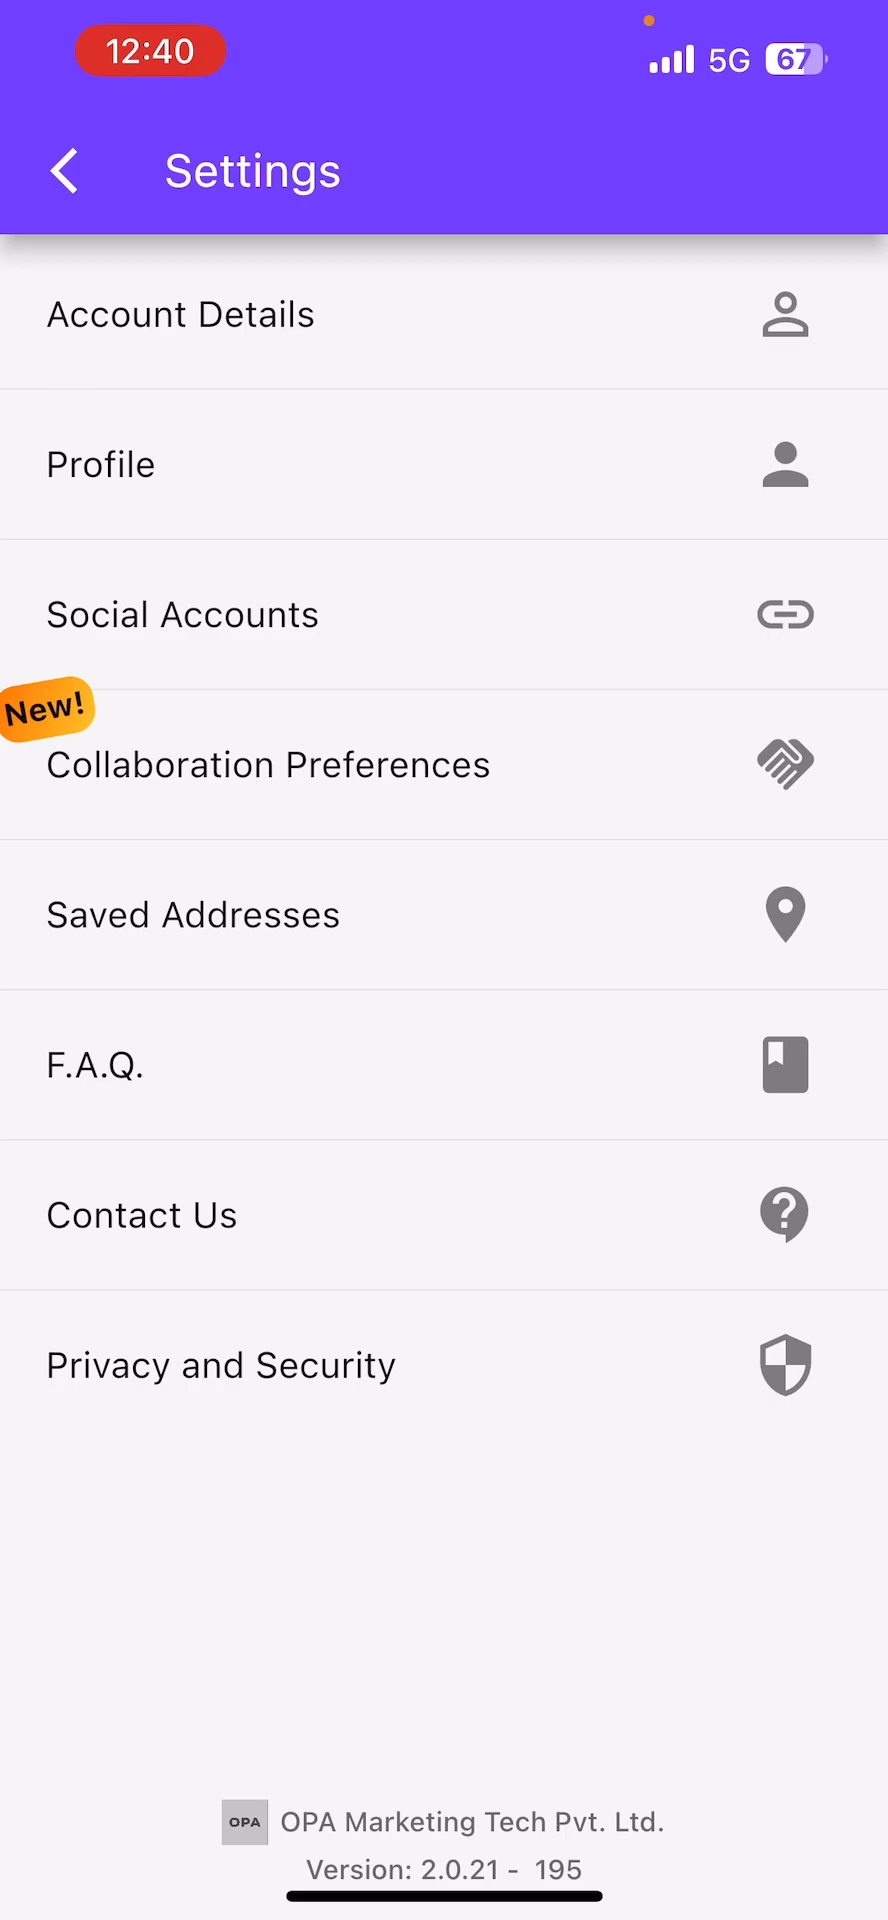 12:40
5G 67
Settings
Account Details
Profile
Social Accounts
New!
Collaboration Preferences
Saved Addresses
F.A.Q.
Contact Us
Privacy and Security
OPA OPA Marketing Tech Pvt. Ltd.
Version: 2.0.21 - 195